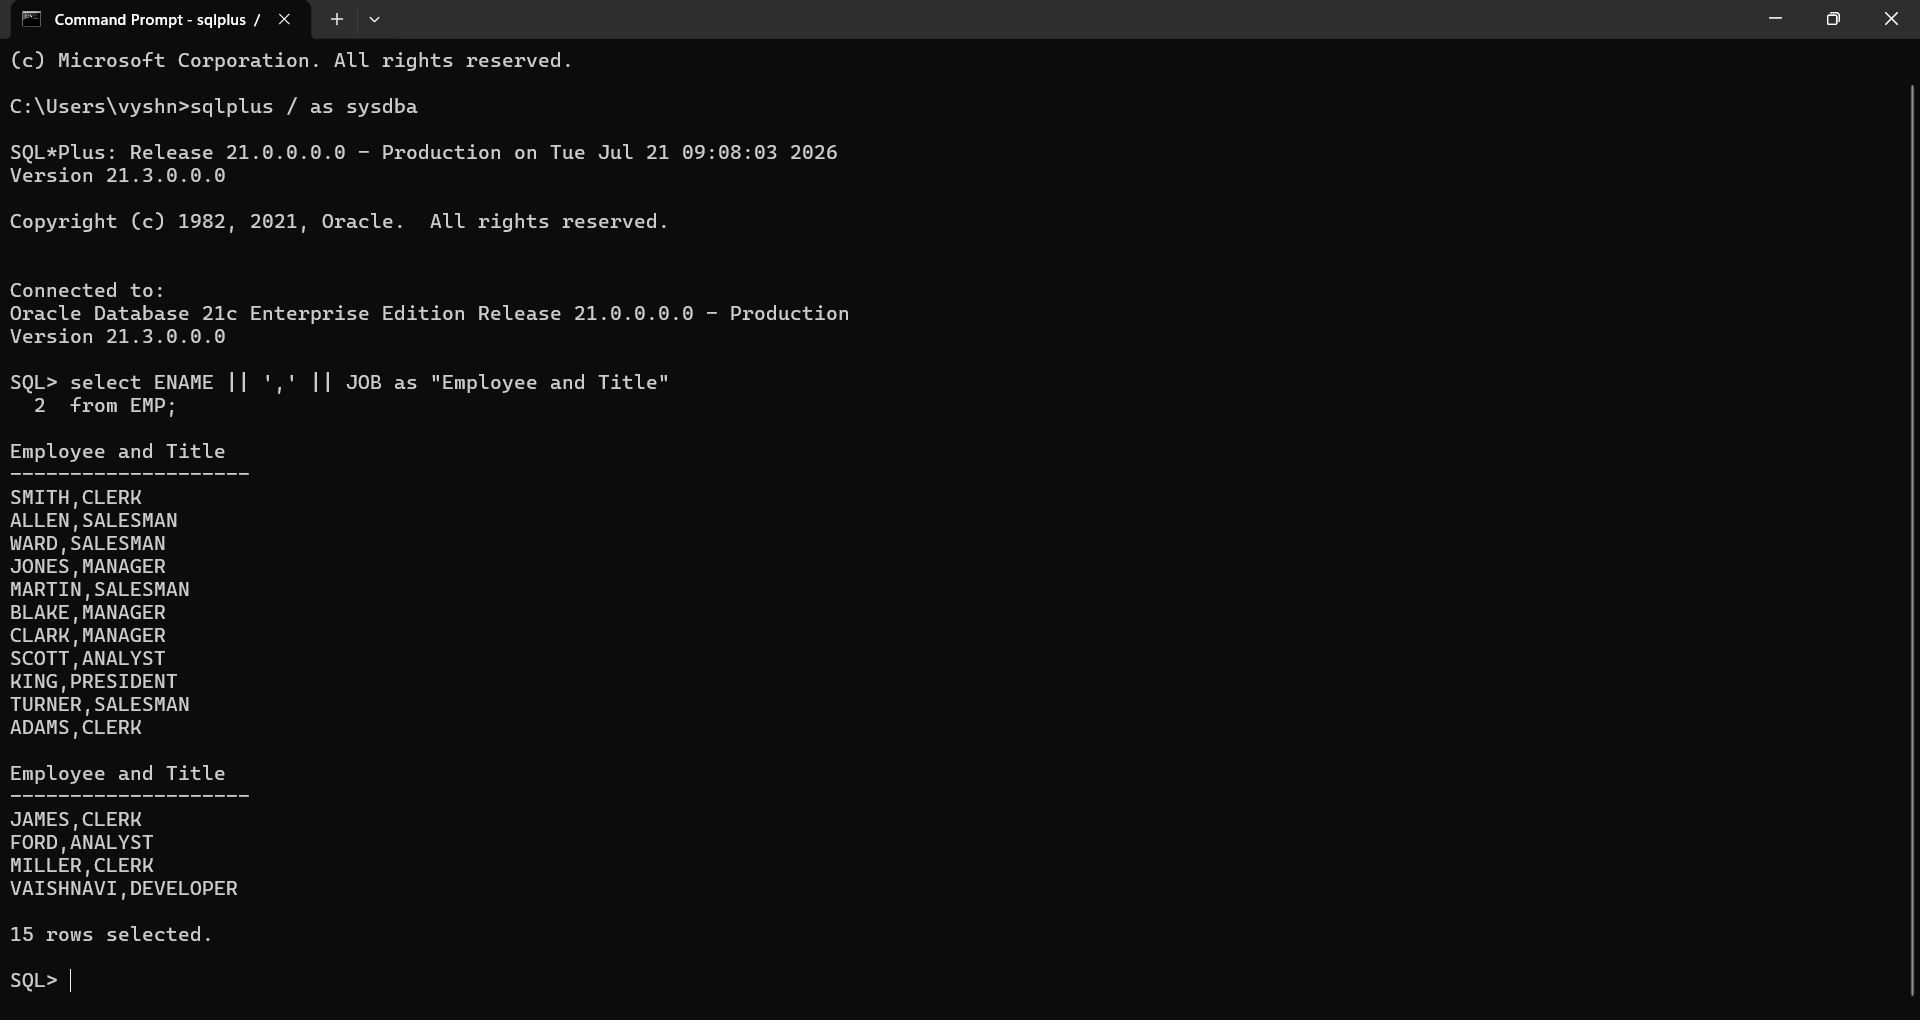 Command Prompt - sqlplus /
(c) Microsoft Corporation. All rights reserved.
C:\Users\vyshn>sqlplus / as sysdba
SQL*Plus: Release 21.0.0.0.0 - Production on Tue Jul 21 09:08:03 2026
Version 21.3.0.0.0
Copyright (c) 1982, 2021, Oracle.  All rights reserved.
Connected to:
Oracle Database 21c Enterprise Edition Release 21.0.0.0.0 - Production
Version 21.3.0.0.0
SQL> select ENAME || ',' || JOB as "Employee and Title"
  2  from EMP;
Employee and Title
--------------------
SMITH,CLERK
ALLEN,SALESMAN
WARD,SALESMAN
JONES,MANAGER
MARTIN,SALESMAN
BLAKE,MANAGER
CLARK,MANAGER
SCOTT,ANALYST
KING,PRESIDENT
TURNER,SALESMAN
ADAMS,CLERK
Employee and Title
--------------------
JAMES,CLERK
FORD,ANALYST
MILLER,CLERK
VAISHNAVI,DEVELOPER
15 rows selected.
SQL>